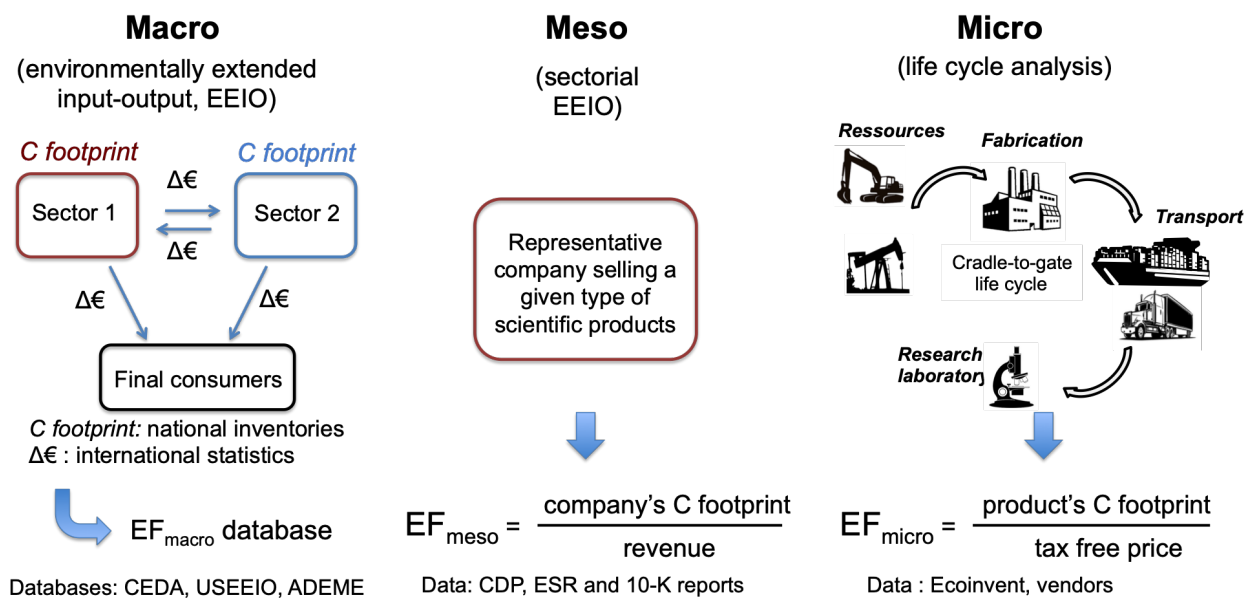 Macro
(environmentally extended
input-output, EEIO)
C footprint
C footprint
Sector 1
Δ€
Δ€
Sector 2
Δ€
Δ€
Final consumers
C footprint: national inventories
Δ€ : international statistics
EFmacro database
Databases: CEDA, USEEIO, ADEME
Meso
(sectorial
EEIO)
Representative
company selling a
given type of
scientific products
EFmeso = company's C footprint
revenue
Data: CDP, ESR and 10-K reports
Micro
(life cycle analysis)
Ressources
Fabrication
Transport
Cradle-to-gate
life cycle
Research
laboratory
EFmicro = product's C footprint
tax free price
Data : Ecoinvent, vendors